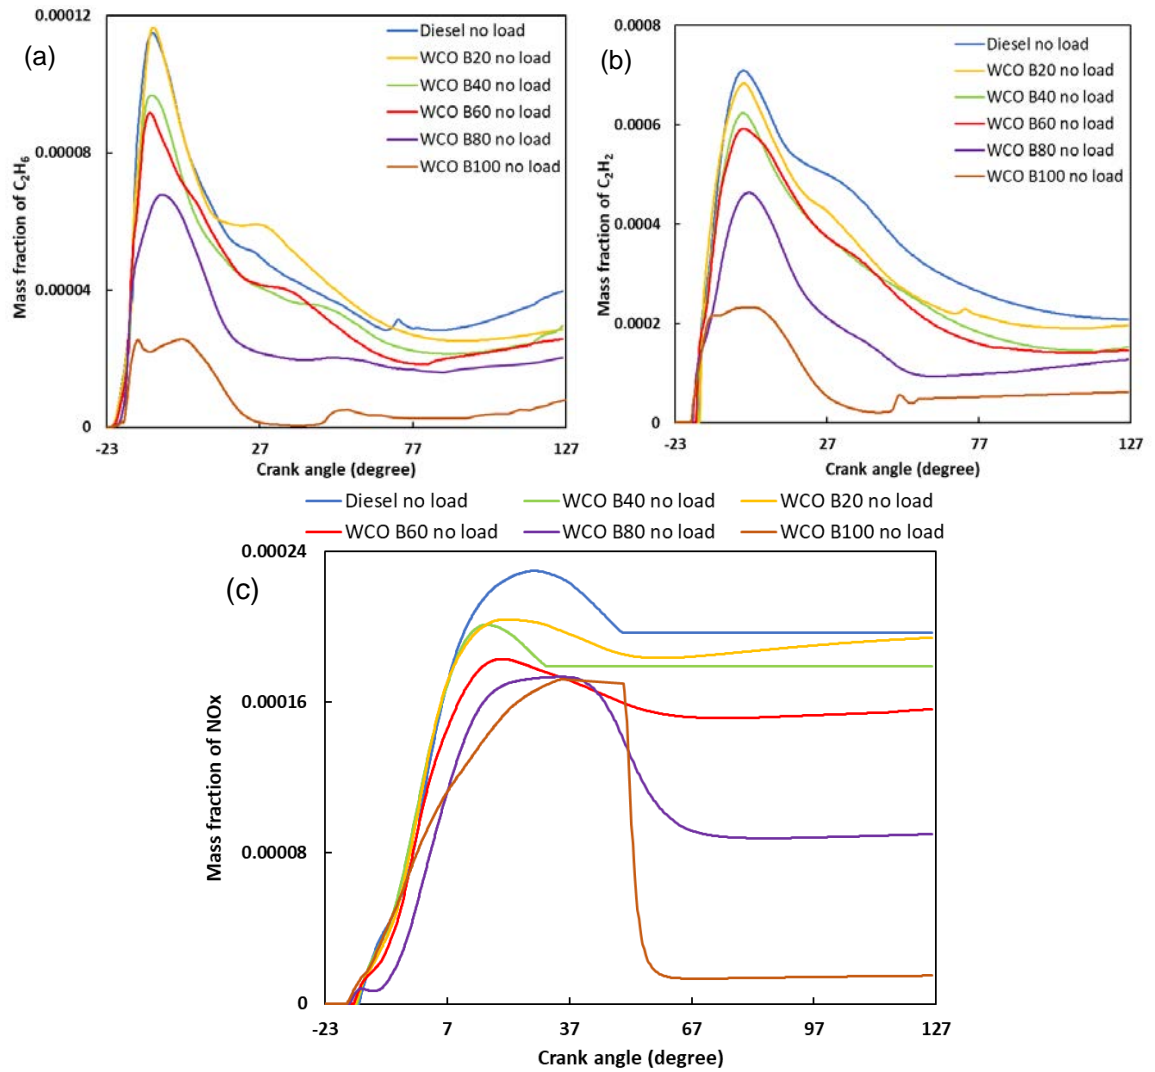 (a)
0.00012
0.00008
0.00004
0
Mass fraction of C₂H₆
Diesel no load
WCO B20 no load
WCO B40 no load
WCO B60 no load
WCO B80 no load
WCO B100 no load
-23 27 77 127
Crank angle (degree)
(b)
0.0008
0.0006
0.0004
0.0002
0
Mass fraction of C₂H₂
Diesel no load
WCO B20 no load
WCO B40 no load
WCO B60 no load
WCO B80 no load
WCO B100 no load
-23 27 77 127
Crank angle (degree)
Diesel no load WCO B40 no load WCO B20 no load
WCO B60 no load WCO B80 no load WCO B100 no load
(c)
0.00024
0.00016
0.00008
0
Mass fraction of NOx
-23 7 37 67 97 127
Crank angle (degree)